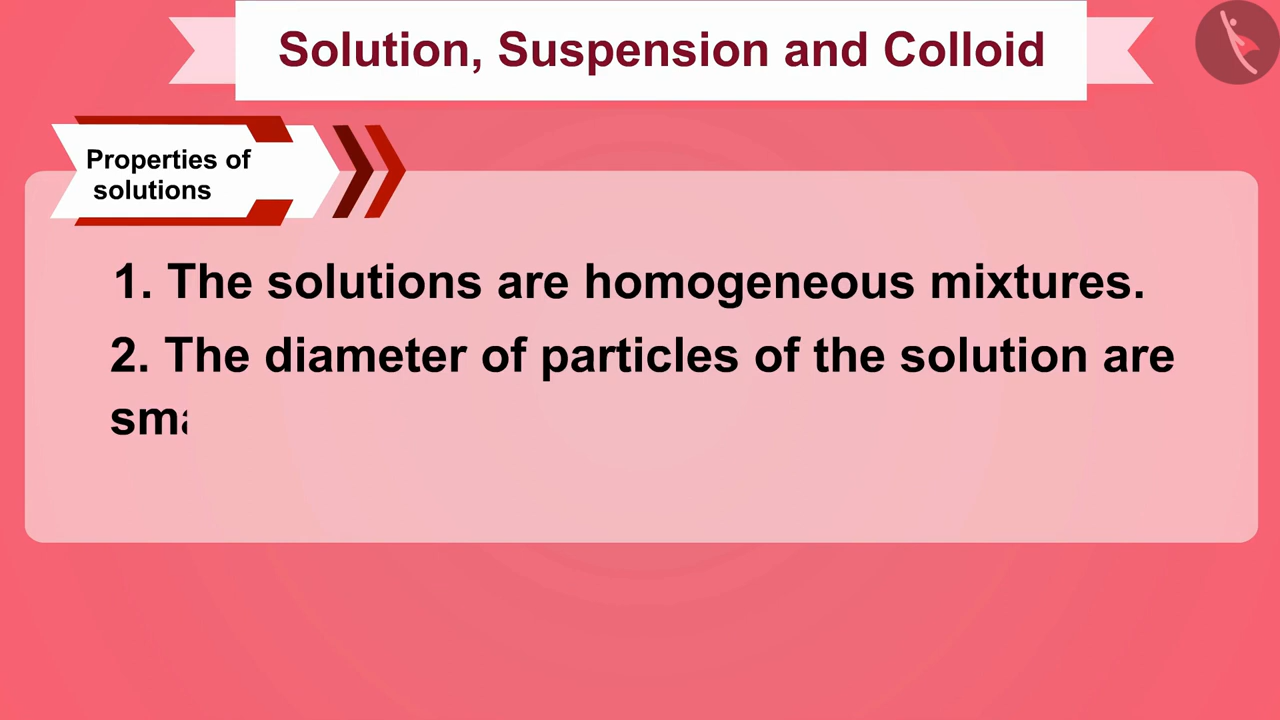 Solution, Suspension and Colloid
Properties of
solutions
1. The solutions are homogeneous mixtures.
2. The diameter of particles of the solution are